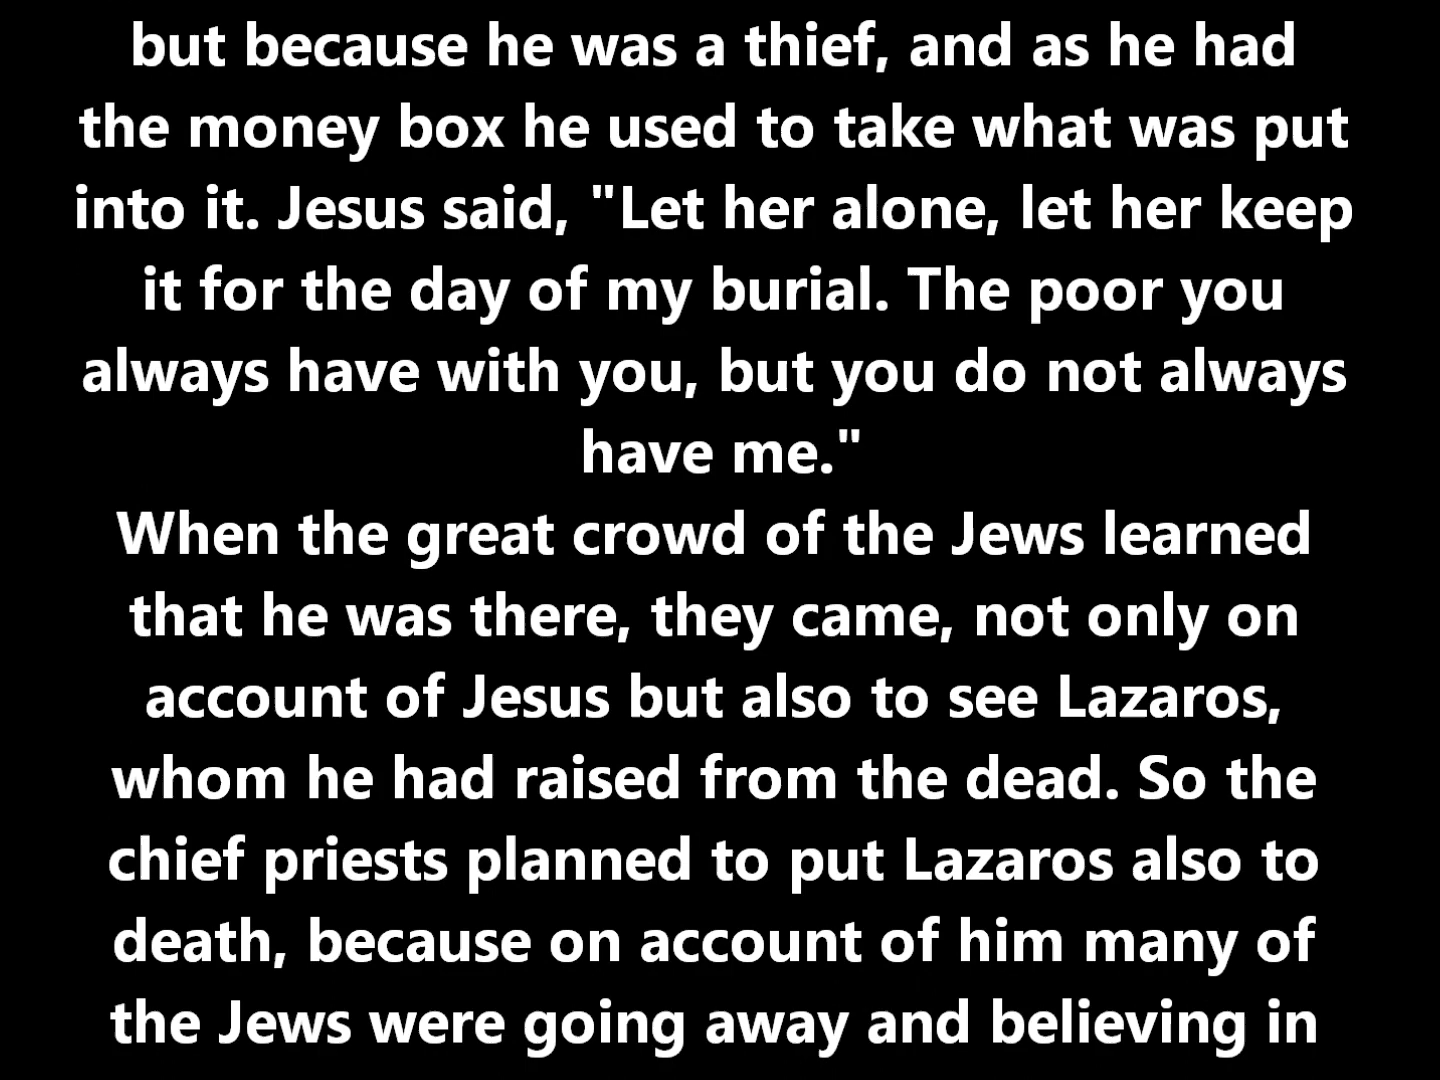 but because he was a thief, and as he had
the money box he used to take what was put
into it. Jesus said, "Let her alone, let her keep
it for the day of my burial. The poor you
always have with you, but you do not always
have me."
When the great crowd of the Jews learned
that he was there, they came, not only on
account of Jesus but also to see Lazaros,
whom he had raised from the dead. So the
chief priests planned to put Lazaros also to
death, because on account of him many of
the Jews were going away and believing in